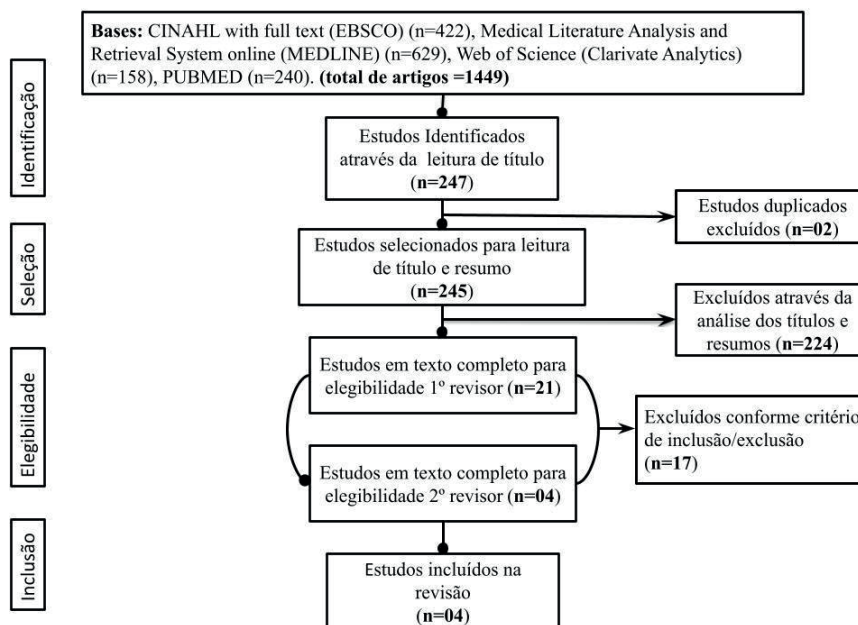 Bases: CINAHL with full text (EBSCO) (n=422), Medical Literature Analysis and
Retrieval System online (MEDLINE) (n=629), Web of Science (Clarivate Analytics)
(n=158), PUBMED (n=240). (total de artigos =1449)
Identificação
Estudos Identificados
através da leitura de título
(n=247)
Estudos duplicados
excluídos (n=02)
Seleção
Estudos selecionados para leitura
de título e resumo
(n=245)
Excluídos através da
análise dos títulos e
resumos (n=224)
Elegibilidade
Estudos em texto completo para
elegibilidade 1º revisor (n=21)
Excluídos conforme critério
de inclusão/exclusão
(n=17)
Estudos em texto completo para
elegibilidade 2º revisor (n=04)
Inclusão
Estudos incluídos na
revisão
(n=04)